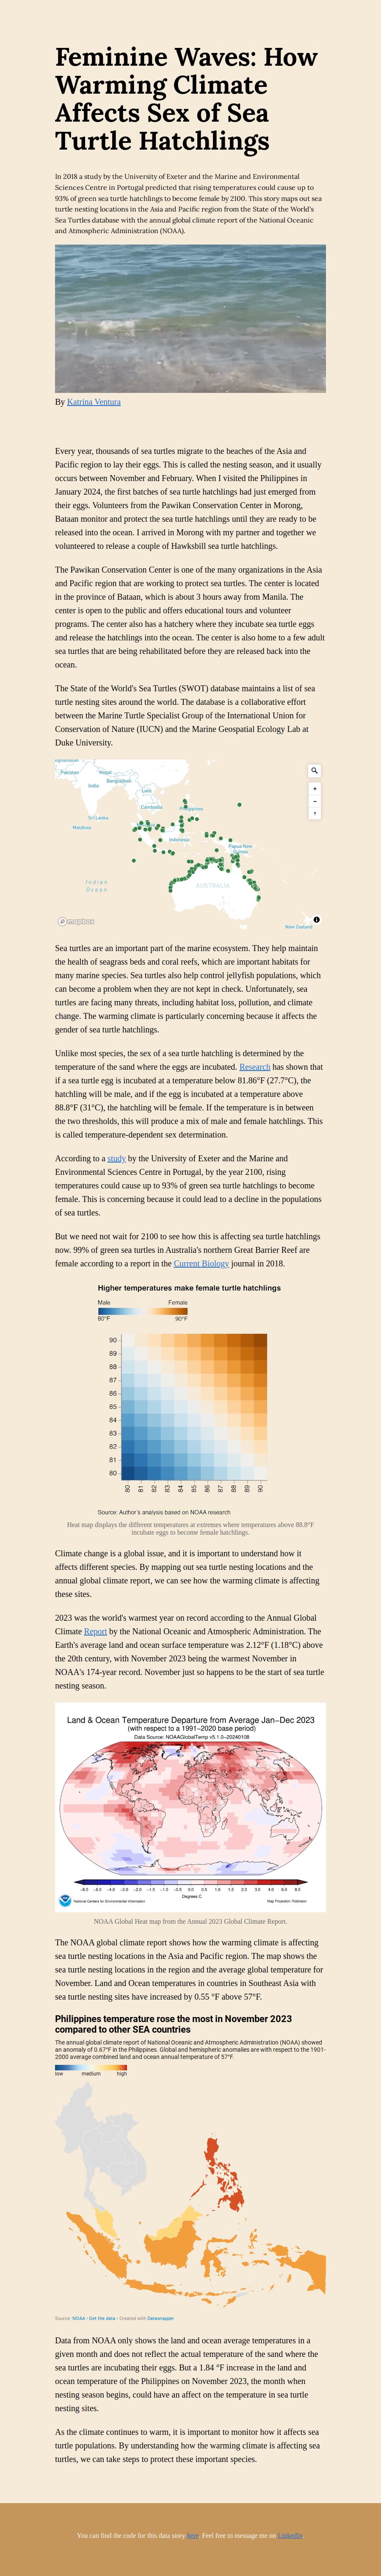 Feminine Waves: How
Warming Climate
Affects Sex of Sea
Turtle Hatchlings
In 2018 a study by the University of Exeter and the Marine and Environmental
Sciences Centre in Portugal predicted that rising temperatures could cause up to
93% of green sea turtle hatchlings to become female by 2100. This story maps out sea
turtle nesting locations in the Asia and Pacific region from the State of the World's
Sea Turtles database with the annual global climate report of the National Oceanic
and Atmospheric Administration (NOAA).
By Katrina Ventura
Every year, thousands of sea turtles migrate to the beaches of the Asia and
Pacific region to lay their eggs. This is called the nesting season, and it usually
occurs between November and February. When I visited the Philippines in
January 2024, the first batches of sea turtle hatchlings had just emerged from
their eggs. Volunteers from the Pawikan Conservation Center in Morong,
Bataan monitor and protect the sea turtle hatchlings until they are ready to be
released into the ocean. I arrived in Morong with my partner and together we
volunteered to release a couple of Hawksbill sea turtle hatchlings.
The Pawikan Conservation Center is one of the many organizations in the Asia
and Pacific region that are working to protect sea turtles. The center is located
in the province of Bataan, which is about 3 hours away from Manila. The
center is open to the public and offers educational tours and volunteer
programs. The center also has a hatchery where they incubate sea turtle eggs
and release the hatchlings into the ocean. The center is also home to a few adult
sea turtles that are being rehabilitated before they are released back into the
ocean.
The State of the World's Sea Turtles (SWOT) database maintains a list of sea
turtle nesting sites around the world. The database is a collaborative effort
between the Marine Turtle Specialist Group of the International Union for
Conservation of Nature (IUCN) and the Marine Geospatial Ecology Lab at
Duke University.
Pakistan
Nepal
Bangladesh
India
Laos
Cambodia
Philippines
Sri Lanka
Maldives
Indonesia
Papua New
Guinea
Indian
Ocean
AUSTRALIA
mapbox
New Zealand
Sea turtles are an important part of the marine ecosystem. They help maintain
the health of seagrass beds and coral reefs, which are important habitats for
many marine species. Sea turtles also help control jellyfish populations, which
can become a problem when they are not kept in check. Unfortunately, sea
turtles are facing many threats, including habitat loss, pollution, and climate
change. The warming climate is particularly concerning because it affects the
gender of sea turtle hatchlings.
Unlike most species, the sex of a sea turtle hatchling is determined by the
temperature of the sand where the eggs are incubated. Research has shown that
if a sea turtle egg is incubated at a temperature below 81.86°F (27.7°C), the
hatchling will be male, and if the egg is incubated at a temperature above
88.8°F (31°C), the hatchling will be female. If the temperature is in between
the two thresholds, this will produce a mix of male and female hatchlings. This
is called temperature-dependent sex determination.
According to a study by the University of Exeter and the Marine and
Environmental Sciences Centre in Portugal, by the year 2100, rising
temperatures could cause up to 93% of green sea turtle hatchlings to become
female. This is concerning because it could lead to a decline in the populations
of sea turtles.
But we need not wait for 2100 to see how this is affecting sea turtle hatchlings
now. 99% of green sea turtles in Australia's northern Great Barrier Reef are
female according to a report in the Current Biology journal in 2018.
Higher temperatures make female turtle hatchlings
Male Female
80°F 90°F
90
89
88
87
86
85
84
83
82
81
80
80 81 82 83 84 85 86 87 88 89 90
Source: Author's analysis based on NOAA research
Heat map displays the different temperatures at extremes where temperatures above 88.8°F
incubate eggs to become female hatchlings.
Climate change is a global issue, and it is important to understand how it
affects different species. By mapping out sea turtle nesting locations and the
annual global climate report, we can see how the warming climate is affecting
these sites.
2023 was the world's warmest year on record according to the Annual Global
Climate Report by the National Oceanic and Atmospheric Administration. The
Earth's average land and ocean surface temperature was 2.12°F (1.18°C) above
the 20th century, with November 2023 being the warmest November in
NOAA's 174-year record. November just so happens to be the start of sea turtle
nesting season.
Land & Ocean Temperature Departure from Average Jan–Dec 2023
(with respect to a 1991–2020 base period)
Data Source: NOAAGlobalTemp v5.1.0–20240108
Degrees C
National Centers for Environmental Information
Map Projection: Robinson
NOAA Global Heat map from the Annual 2023 Global Climate Report.
The NOAA global climate report shows how the warming climate is affecting
sea turtle nesting locations in the Asia and Pacific region. The map shows the
sea turtle nesting locations in the region and the average global temperature for
November. Land and Ocean temperatures in countries in Southeast Asia with
sea turtle nesting sites have increased by 0.55 °F above 57°F.
Philippines temperature rose the most in November 2023
compared to other SEA countries
The annual global climate report of National Oceanic and Atmospheric Administration (NOAA) showed
an anomaly of 0.67°F in the Philippines. Global and hemispheric anomalies are with respect to the 1901-
2000 average combined land and ocean annual temperature of 57°F.
low medium high
Source: NOAA · Get the data · Created with Datawrapper
Data from NOAA only shows the land and ocean average temperatures in a
given month and does not reflect the actual temperature of the sand where the
sea turtles are incubating their eggs. But a 1.84 °F increase in the land and
ocean temperature of the Philippines on November 2023, the month when
nesting season begins, could have an affect on the temperature in sea turtle
nesting sites.
As the climate continues to warm, it is important to monitor how it affects sea
turtle populations. By understanding how the warming climate is affecting sea
turtles, we can take steps to protect these important species.
You can find the code for this data story here. Feel free to message me on LinkedIn.